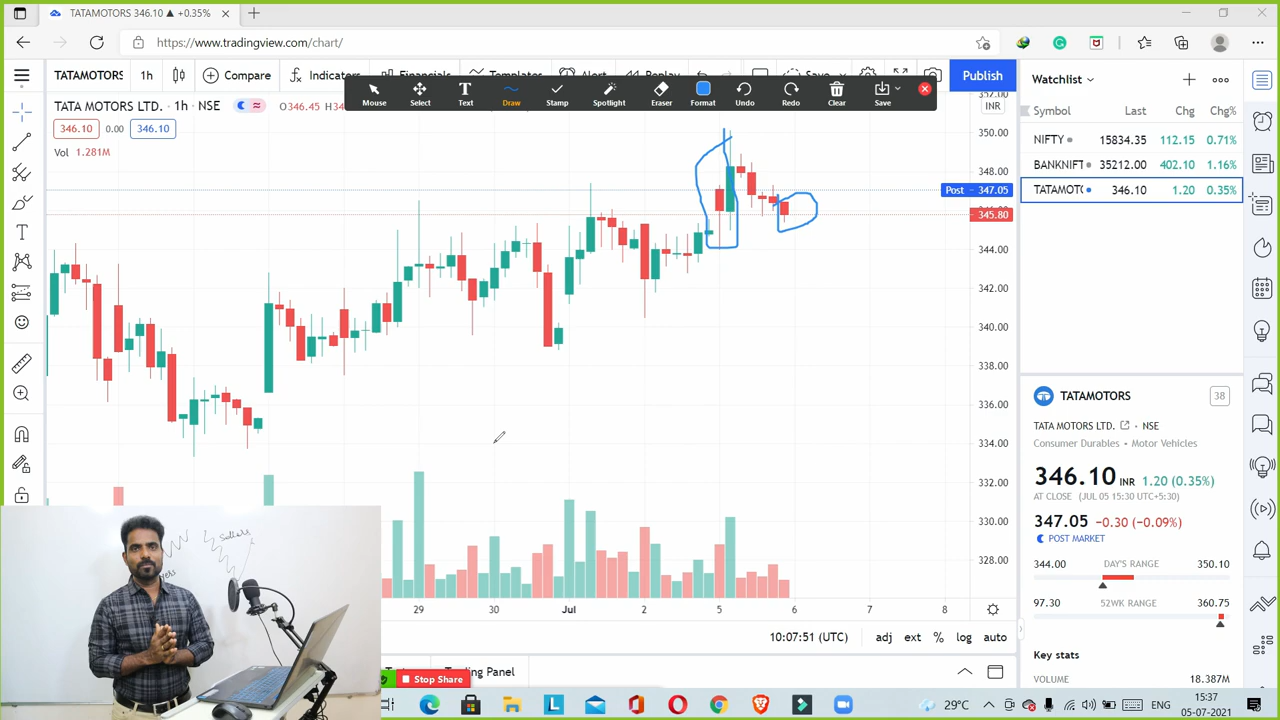 TATAMOTORS 346.10 ▲ +0.35%
https://www.tradingview.com/chart/
TATAMOTORS 1h Compare Indicators Financials Templates Alert Replay Save Publish
Mouse Select Text Draw Stamp Spotlight Eraser Format Undo Redo Clear Save
TATA MOTORS LTD. · 1h · NSE O346.45
346.10 0.00 346.10
Vol 1.281M
INR
350.00
348.00
Post 347.05
345.80
344.00
342.00
340.00
338.00
336.00
334.00
332.00
330.00
328.00
29 30 Jul 2 5 6 7 8
10:07:51 (UTC) adj ext % log auto
Trading Panel
Stop Share
Sellers
Watchlist
Symbol Last Chg Chg%
NIFTY 15834.35 112.15 0.71%
BANKNIFT 35212.00 402.10 1.16%
346.10 1.20 0.35%
TATAMOTORS 38
TATA MOTORS LTD. · NSE
Consumer Durables · Motor Vehicles
346.10 INR 1.20 (0.35%)
AT CLOSE (JUL 05 15:30 UTC+5:30)
347.05 −0.30 (−0.09%)
POST MARKET
344.00 DAY'S RANGE 350.10
97.30 52WK RANGE 360.75
Key stats
VOLUME 18.387M
29°C ENG 15:37
05-07-2021